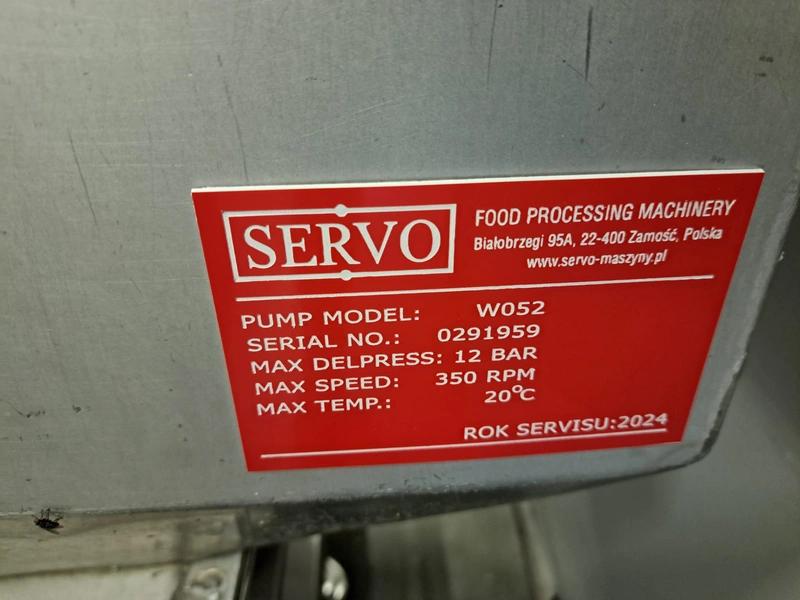 SERVO
FOOD PROCESSING MACHINERY
Białobrzegi 95A, 22-400 Zamość, Polska
www.servo-maszyny.pl
PUMP MODEL: W052
SERIAL NO.: 0291959
MAX DELPRESS: 12 BAR
MAX SPEED: 350 RPM
MAX TEMP.: 20°C
ROK SERVISU:2024